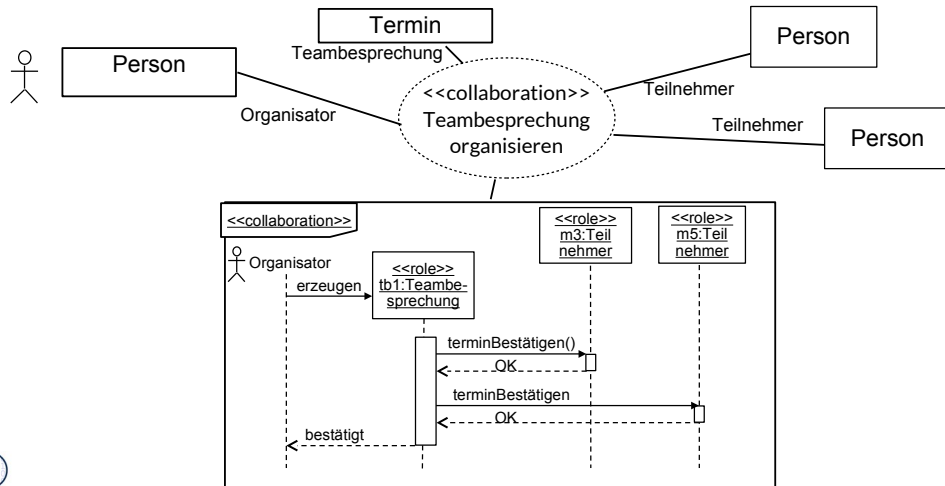 Termin
Teambesprechung
Person
Person
Organisator
<<collaboration>>
Teambesprechung
organisieren
Teilnehmer
Teilnehmer
Person
<<collaboration>>
Organisator
erzeugen
<<role>>
tb1:Teambe-
sprechung
<<role>>
m3:Teil
nehmer
<<role>>
m5:Teil
nehmer
terminBestätigen()
OK
terminBestätigen
OK
bestätigt